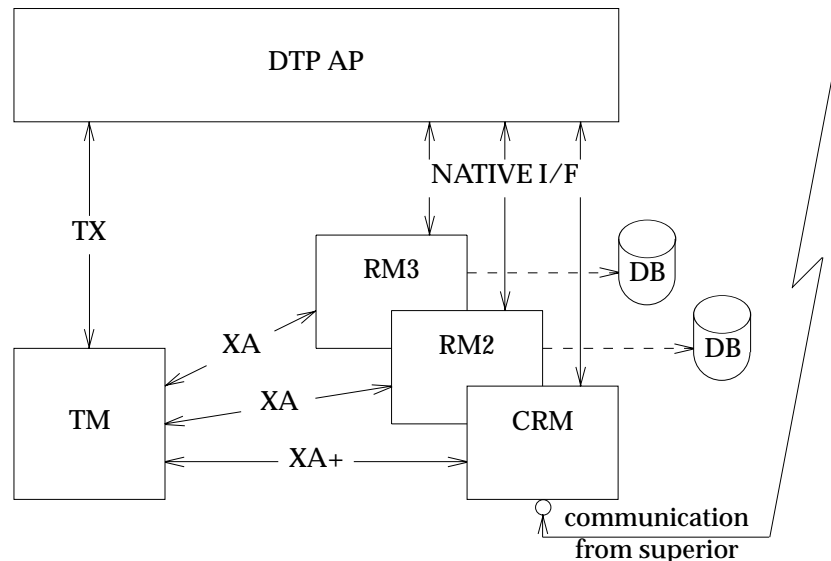 DTP AP
NATIVE I/F
TX
RM3
DB
XA
RM2
DB
XA
TM
CRM
XA+
communication
from superior